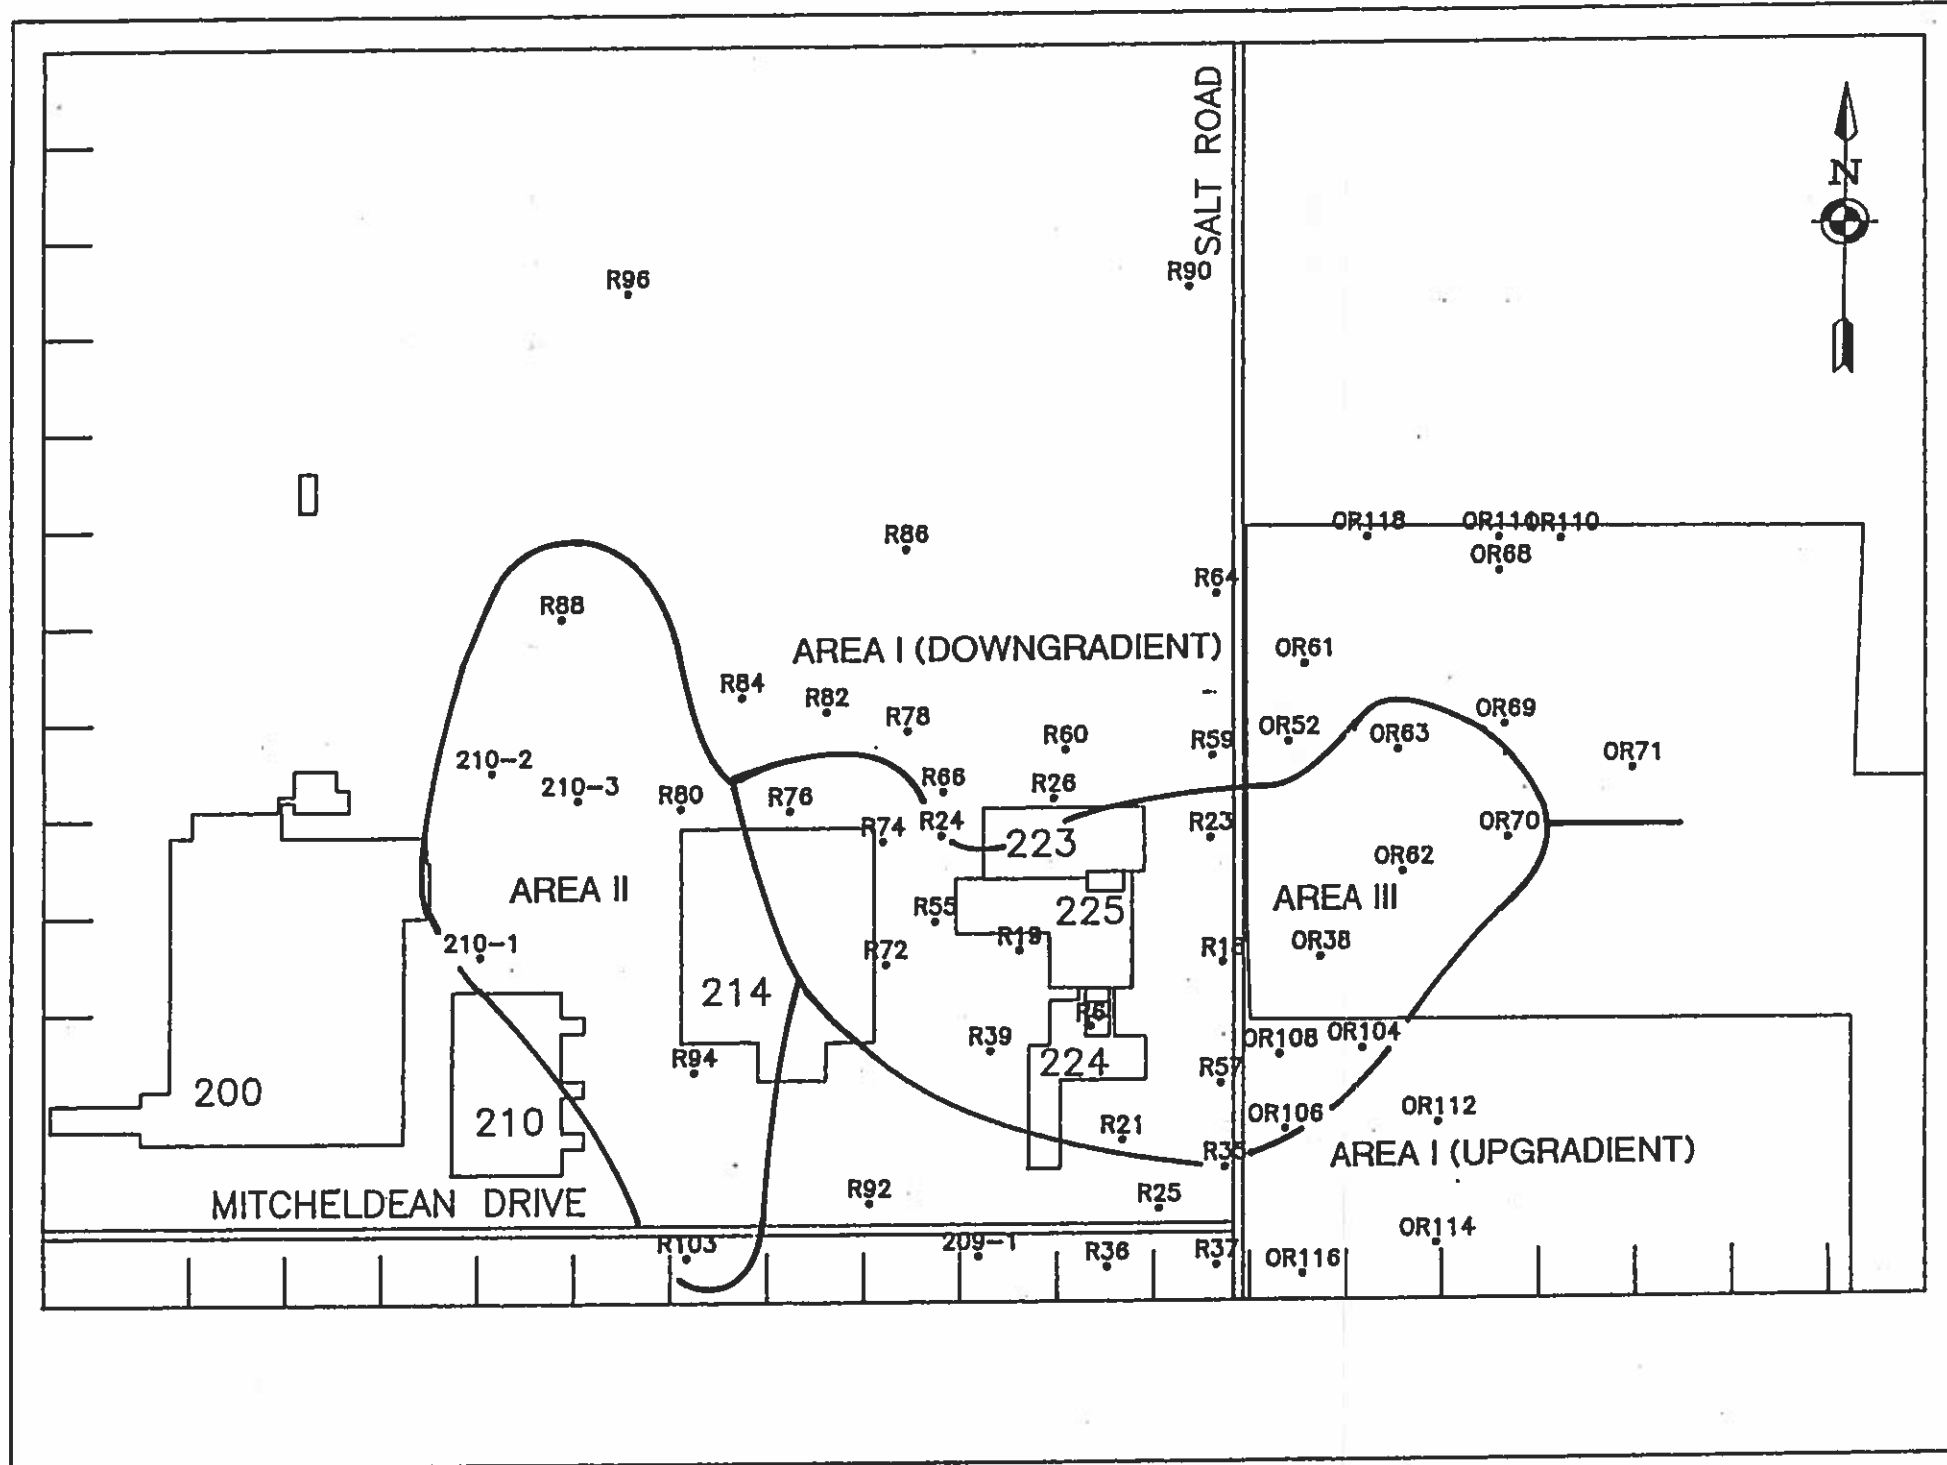 SALT ROAD
N
R96
R90
OR118
OR110
OR110
R86
OR68
R64
R88
AREA I (DOWNGRADIENT)
OR61
R84
R82
R78
OR69
R60
R59
OR52
OR63
OR71
210-2
210-3
R80
R76
R66
R26
R74
R24
223
R23
OR70
OR62
AREA II
R55
225
AREA III
210-1
R72
R19
OR38
214
R39
224
OR108
OR104
R94
R57
200
210
R21
OR106
OR112
R35
AREA I (UPGRADIENT)
MITCHELDEAN DRIVE
R92
R25
R103
209-1
R36
R37
OR116
OR114